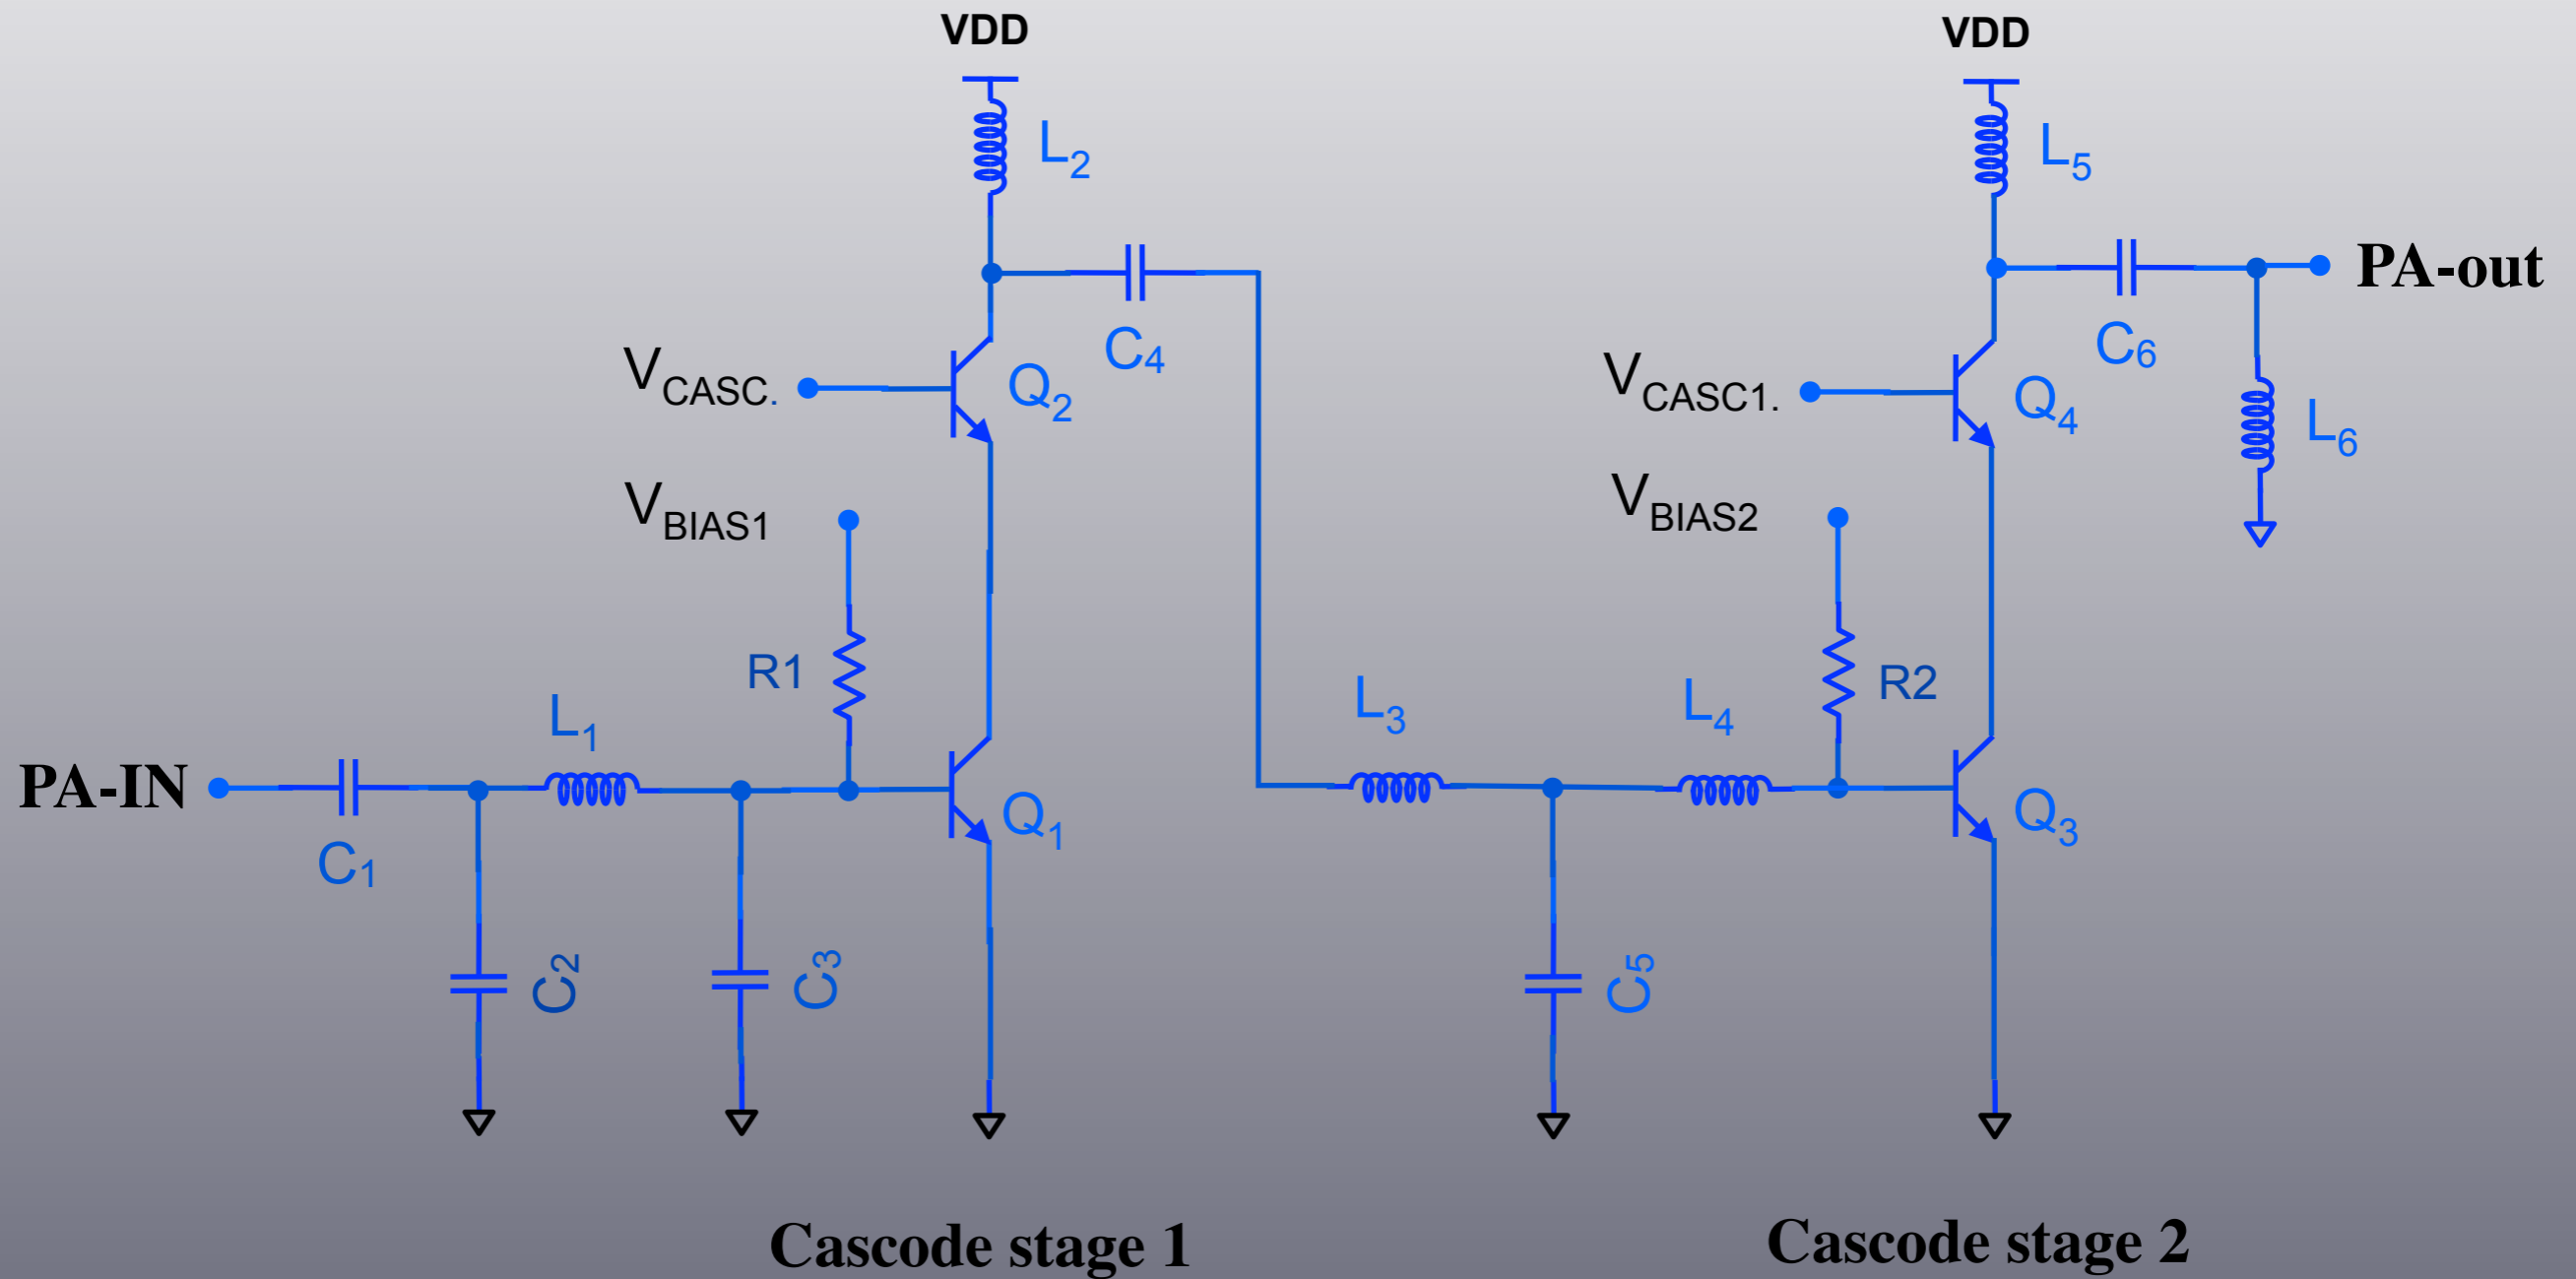 VDD
VDD
L2
L5
PA-out
C4
C6
VCASC.
Q2
VCASC1.
Q4
L6
VBIAS1
VBIAS2
R1
R2
L1
L3
L4
PA-IN
Q1
Q3
C1
C2
C3
C5
Cascode stage 1
Cascode stage 2